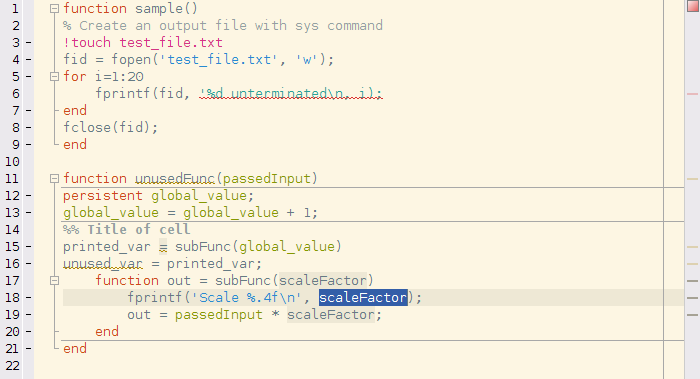 1 function sample()
2 % Create an output file with sys command
3 - !touch test_file.txt
4 - fid = fopen('test_file.txt', 'w');
5 - for i=1:20
6 - fprintf(fid, '%d unterminated\n, i);
7 - end
8 - fclose(fid);
9 - end
10
11 function unusedFunc(passedInput)
12 - persistent global_value;
13 - global_value = global_value + 1;
14 %% Title of cell
15 - printed_var = subFunc(global_value)
16 - unused_var = printed_var;
17 function out = subFunc(scaleFactor)
18 - fprintf('Scale %.4f\n', scaleFactor);
19 - out = passedInput * scaleFactor;
20 - end
21 - end
22